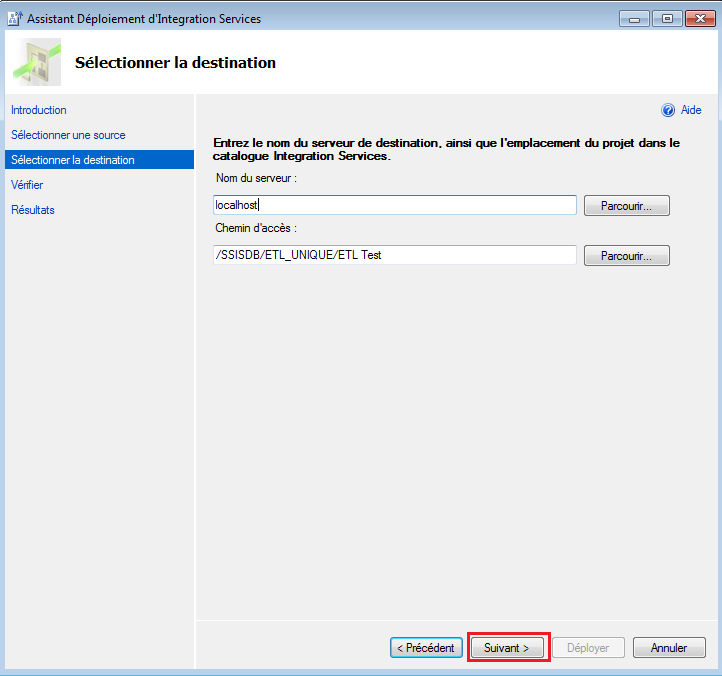 Assistant Déploiement d'Integration Services
Sélectionner la destination
Introduction
Sélectionner une source
Sélectionner la destination
Vérifier
Résultats
Aide
Entrez le nom du serveur de destination, ainsi que l'emplacement du projet dans le
catalogue Integration Services.
Nom du serveur :
localhost
Parcourir...
Chemin d'accès :
/SSISDB/ETL_UNIQUE/ETL Test
Parcourir...
< Précédent
Suivant >
Déployer
Annuler